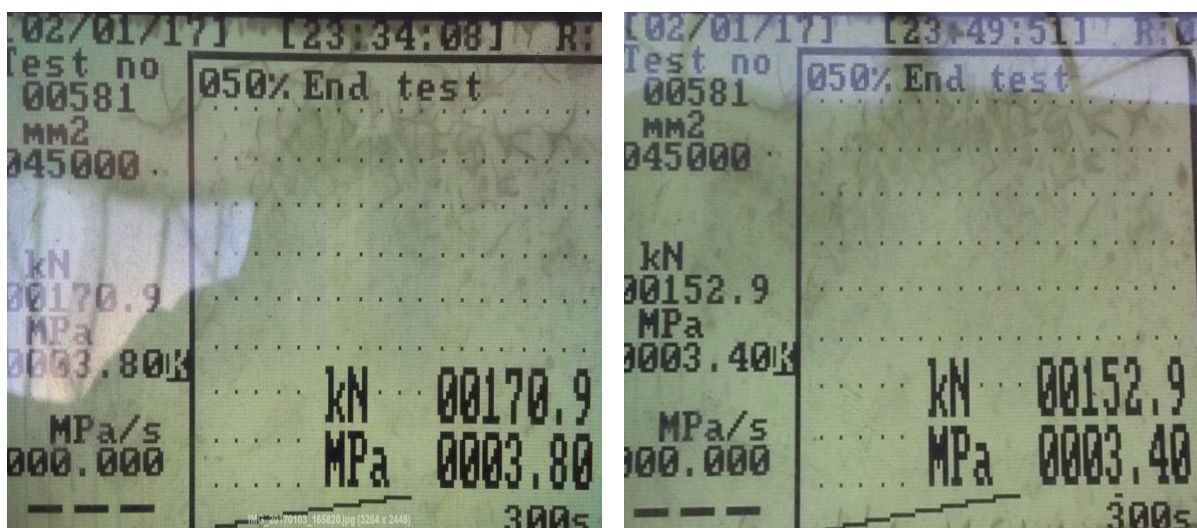 [02/01/17] [23:34:08] R:
Test no
00581
050% End test
mm2
045000
kN
00170.9
MPa
0003.80
kN 00170.9
MPa 0003.80
MPa/s
000.000
---
300s
IMG_20170103_165820.jpg (3264 x 2448)
[02/01/17] [23:49:51] R:0
Test no
00581
050% End test
mm2
045000
kN
00152.9
MPa
0003.40
kN 00152.9
MPa 0003.40
MPa/s
000.000
---
300s